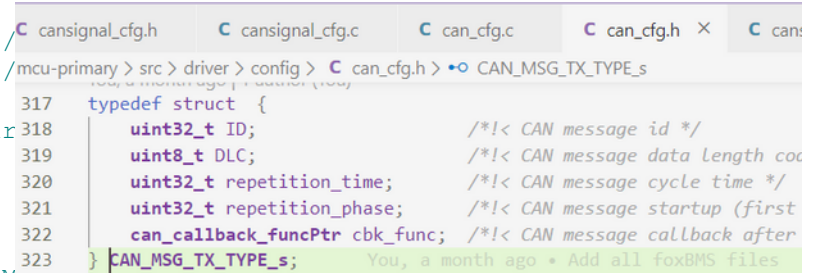 cansignal_cfg.h cansignal_cfg.c can_cfg.c can_cfg.h ×
/mcu-primary > src > driver > config > C can_cfg.h > CAN_MSG_TX_TYPE_s
317 typedef struct {
318 uint32_t ID; /*!< CAN message id */
319 uint8_t DLC; /*!< CAN message data length
320 uint32_t repetition_time; /*!< CAN message cycle time */
321 uint32_t repetition_phase; /*!< CAN message startup (first
322 can_callback_funcPtr cbk_func; /*!< CAN message callback after
323 } CAN_MSG_TX_TYPE_s; You, a month ago • Add all foxBMS files